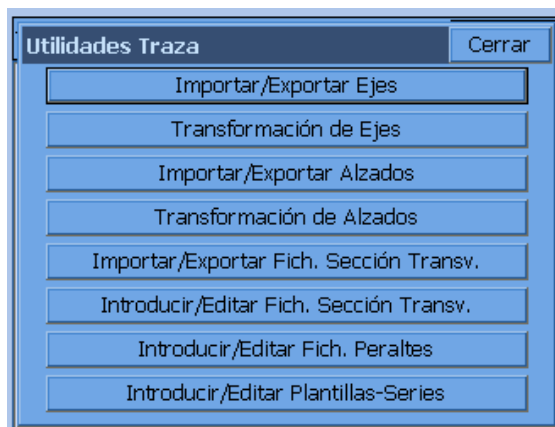 Utilidades Traza
Cerrar
Importar/Exportar Ejes
Transformación de Ejes
Importar/Exportar Alzados
Transformación de Alzados
Importar/Exportar Fich. Sección Transv.
Introducir/Editar Fich. Sección Transv.
Introducir/Editar Fich. Peraltes
Introducir/Editar Plantillas-Series